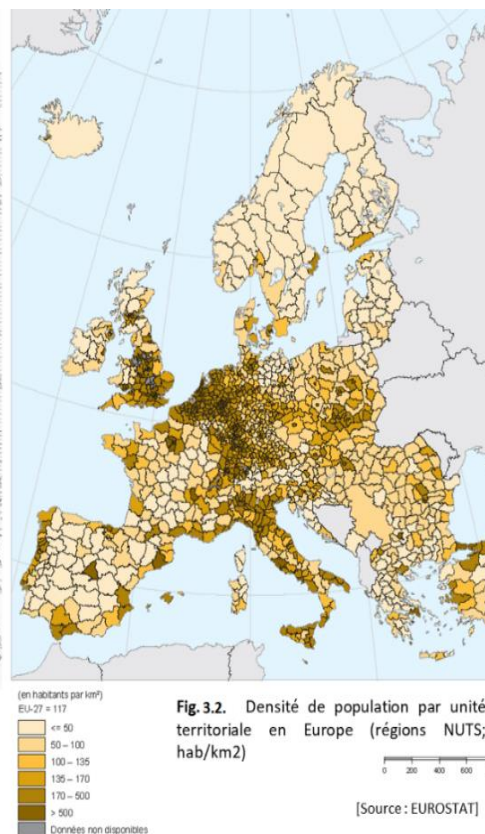 (en habitants par km²)
EU-27 = 117
<= 50
50 – 100
100 – 135
135 – 170
170 – 500
> 500
Données non disponibles
Fig. 3.2. Densité de population par unité
territoriale en Europe (régions NUTS;
hab/km2)
0 200 400 600
[Source : EUROSTAT]